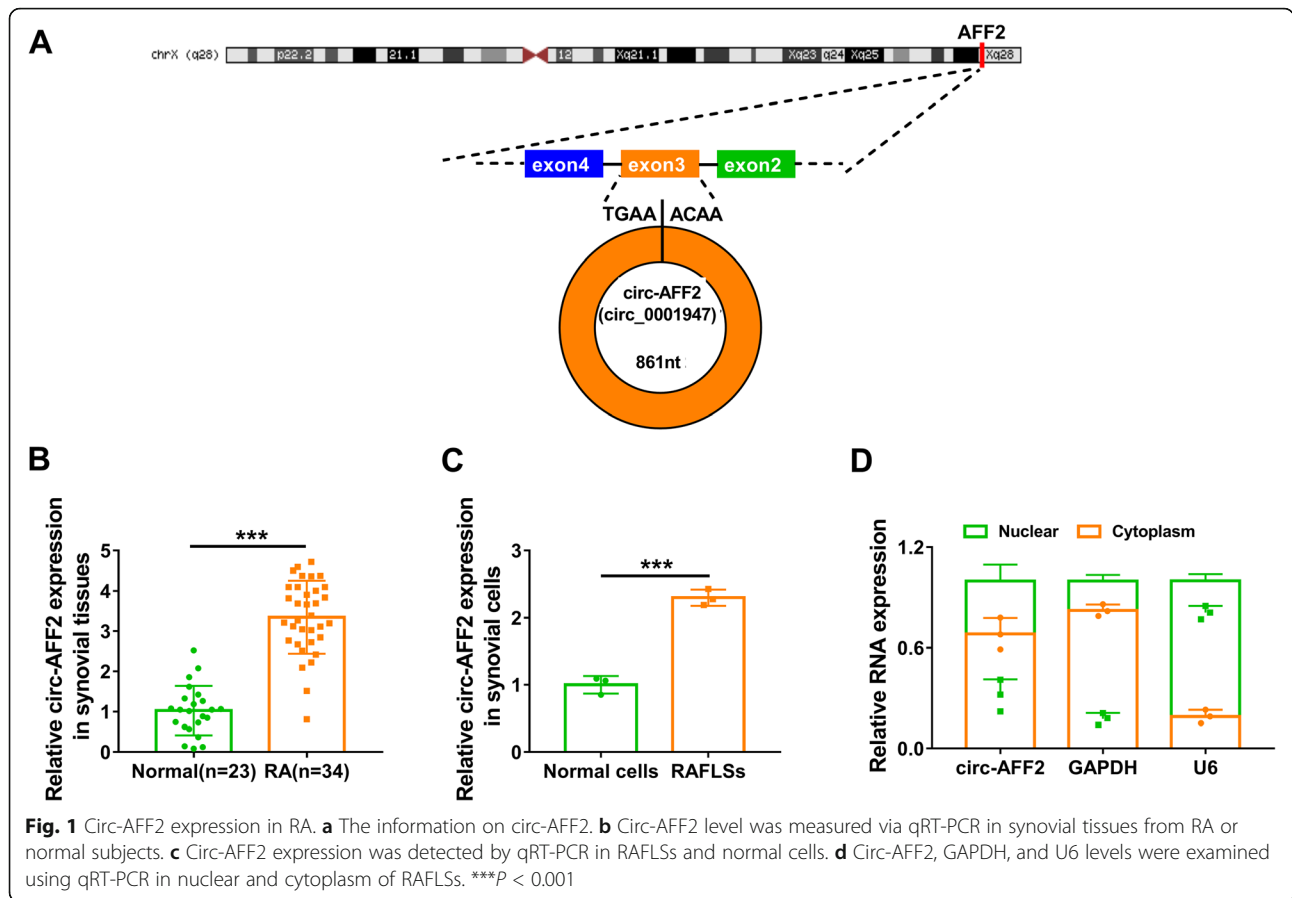 A
AFF2
chrX (q28) p22.2 21.1 12 Xq21.1 Xq23 q24 Xq25 Xq28
exon4 exon3 exon2
TGAA ACAA
circ-AFF2
(circ_0001947)
861nt
B
Relative circ-AFF2 expression
in synovial tissues
5
4
3
2
1
0
***
Normal(n=23) RA(n=34)
C
Relative circ-AFF2 expression
in synovial cells
3
2
1
0
***
Normal cells RAFLSs
D
Nuclear Cytoplasm
Relative RNA expression
1.2
0.6
0.0
circ-AFF2 GAPDH U6
Fig. 1 Circ-AFF2 expression in RA. a The information on circ-AFF2. b Circ-AFF2 level was measured via qRT-PCR in synovial tissues from RA or
normal subjects. c Circ-AFF2 expression was detected by qRT-PCR in RAFLSs and normal cells. d Circ-AFF2, GAPDH, and U6 levels were examined
using qRT-PCR in nuclear and cytoplasm of RAFLSs. ***P < 0.001